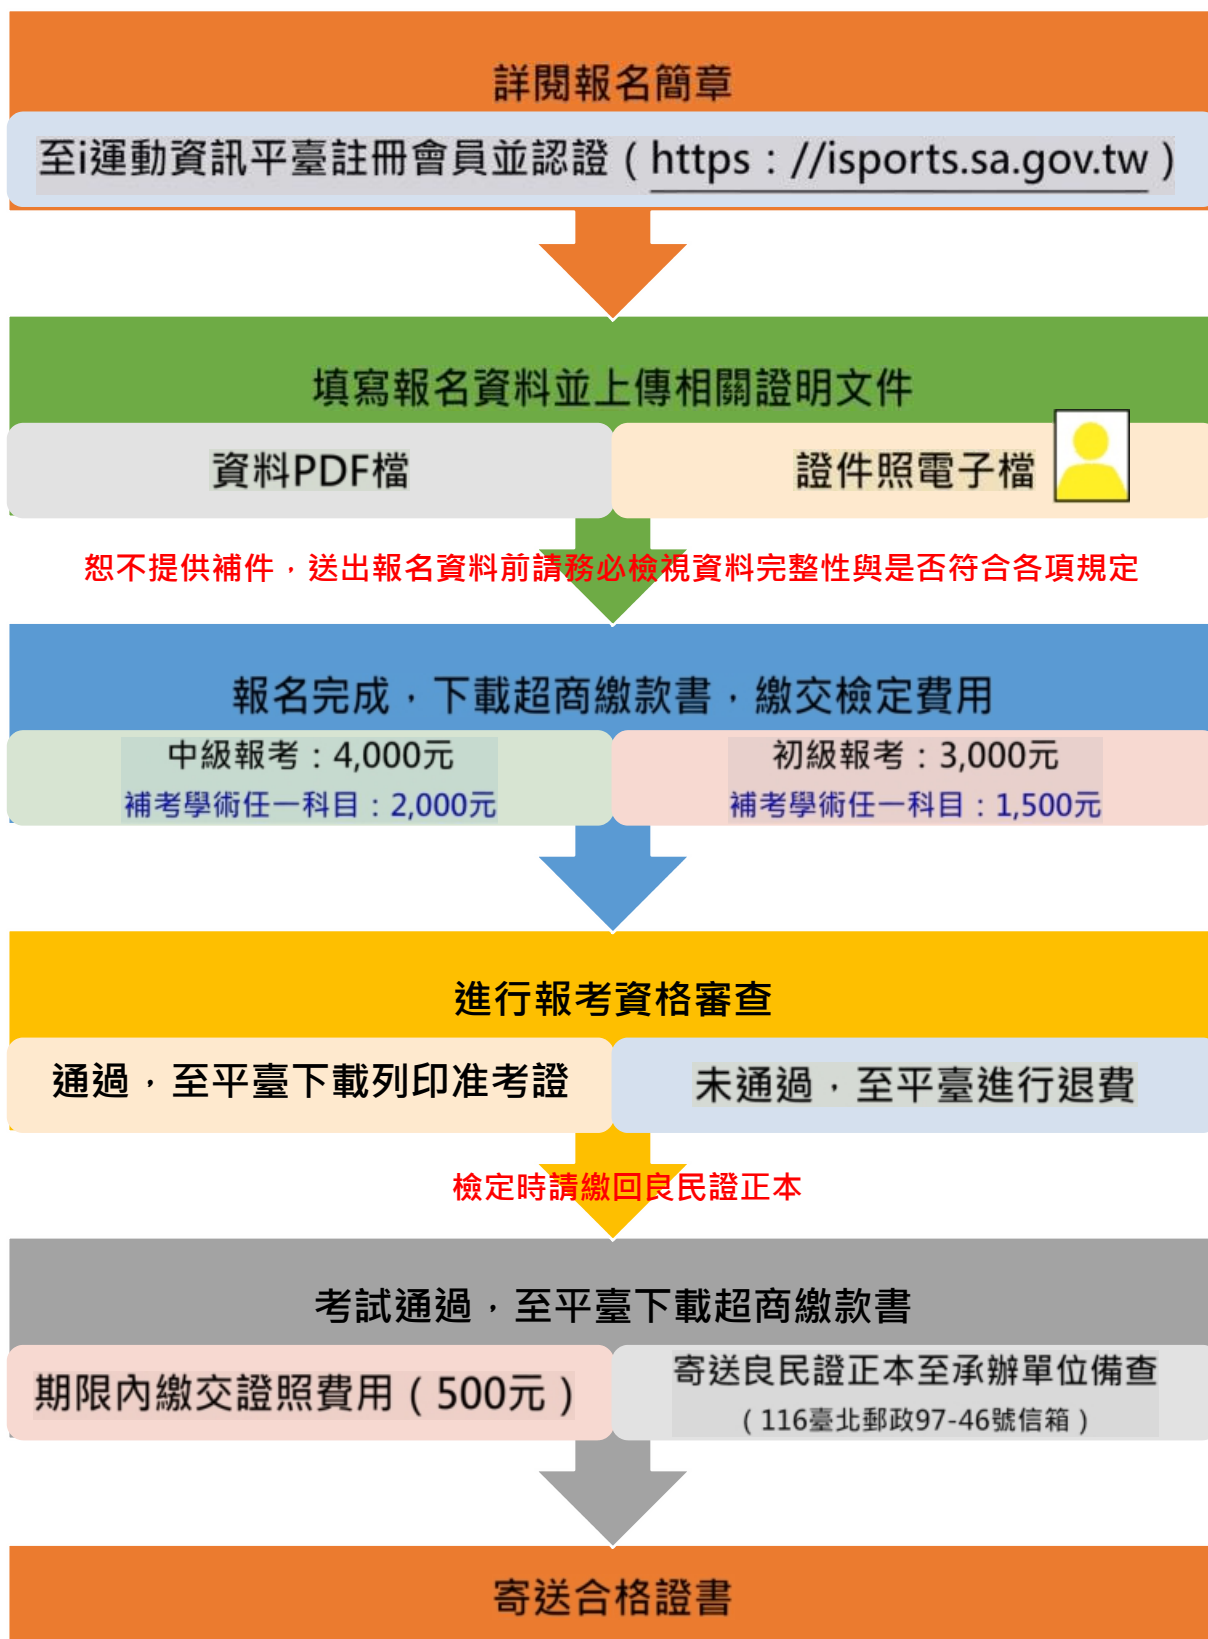 詳閱報名簡章
至i運動資訊平臺註冊會員並認證（https：//isports.sa.gov.tw）
填寫報名資料並上傳相關證明文件
資料PDF檔
證件照電子檔
恕不提供補件，送出報名資料前請務必檢視資料完整性與是否符合各項規定
報名完成，下載超商繳款書，繳交檢定費用
中級報考：4,000元
補考學術任一科目：2,000元
初級報考：3,000元
補考學術任一科目：1,500元
進行報考資格審查
通過，至平臺下載列印准考證
未通過，至平臺進行退費
檢定時請繳回良民證正本
考試通過，至平臺下載超商繳款書
期限內繳交證照費用（500元）
寄送良民證正本至承辦單位備查
（116臺北郵政97-46號信箱）
寄送合格證書